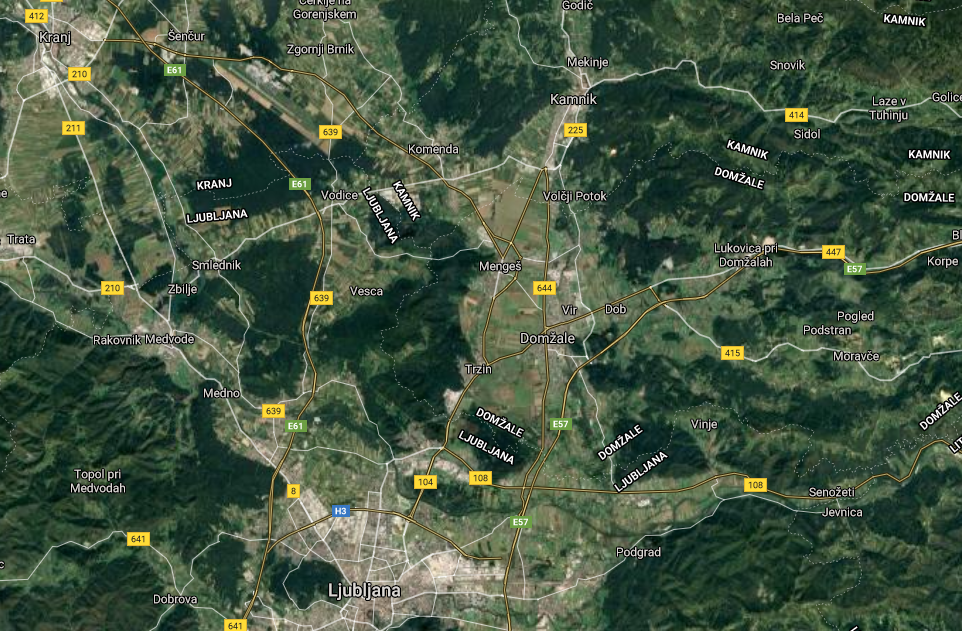 Cerklje na
Gorenjskem
Godič
412
Kranj
Šenčur
Bela Peč
KAMNIK
Zgornji Brnik
Mekinje
Snovik
E61
210
Kamnik
Laze v
Tuhinju
Golice
414
211
639
225
Sidol
Komenda
KAMNIK
KAMNIK
KRANJ
E61
Vodice
KAMNIK
LJUBLJANA
DOMŽALE
Volčji Potok
DOMŽALE
LJUBLJANA
Trata
Lukovica pri
Domžalah
447
Smlednik
Mengeš
E57
Korpe
210
Zbilje
639
Vesca
644
Vir
Dob
Pogled
Podstran
Rakovnik
Medvode
Domžale
415
Moravče
Trzin
Medno
639
E61
DOMŽALE
LJUBLJANA
E57
DOMŽALE
LJUBLJANA
Vinje
DOMŽALE
Topol pri
Medvodah
104
108
108
8
Senožeti
H3
E57
Jevnica
641
Podgrad
Ljubljana
Dobrova
641